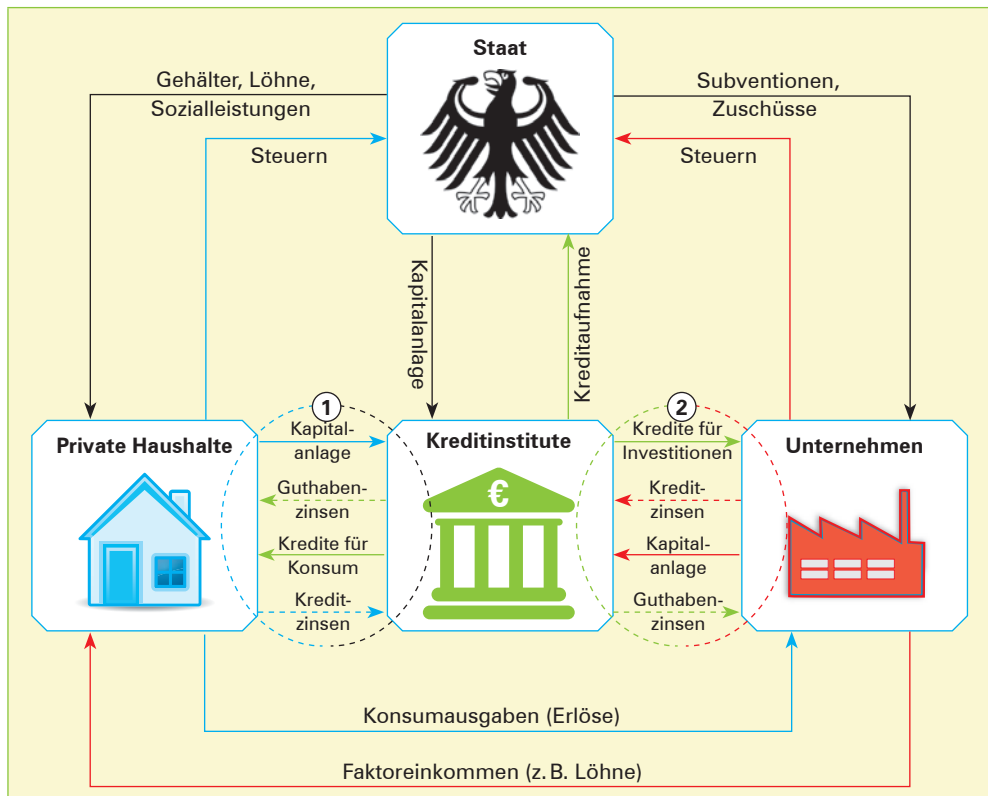 Staat
Gehälter, Löhne,
Sozialleistungen
Steuern
Subventionen,
Zuschüsse
Steuern
Kapitalanlage
Kreditaufnahme
1
2
Private Haushalte
Kapital-
anlage
Guthaben-
zinsen
Kredite für
Konsum
Kredit-
zinsen
Kreditinstitute
€
Kredite für
Investitionen
Kredit-
zinsen
Kapital-
anlage
Guthaben-
zinsen
Unternehmen
Konsumausgaben (Erlöse)
Faktoreinkommen (z. B. Löhne)